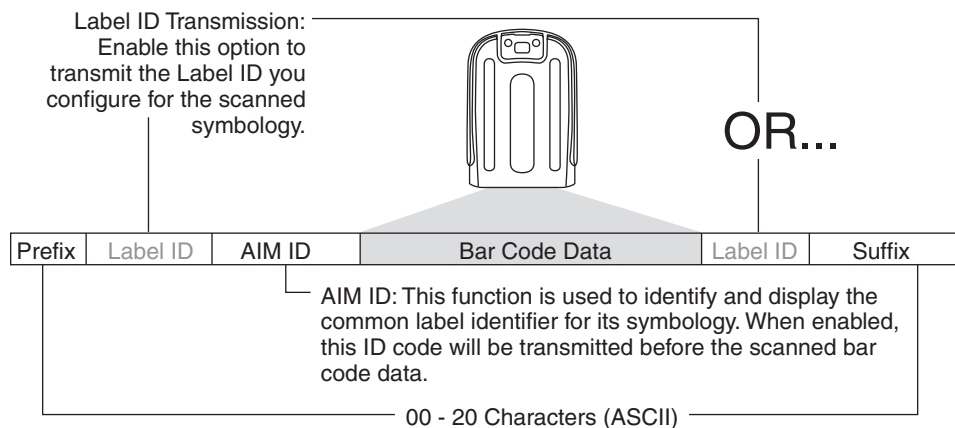 Label ID Transmission:
Enable this option to
transmit the Label ID you
configure for the scanned
symbology.
OR...
Prefix Label ID AIM ID Bar Code Data Label ID Suffix
AIM ID: This function is used to identify and display the
common label identifier for its symbology. When enabled,
this ID code will be transmitted before the scanned bar
code data.
00 - 20 Characters (ASCII)